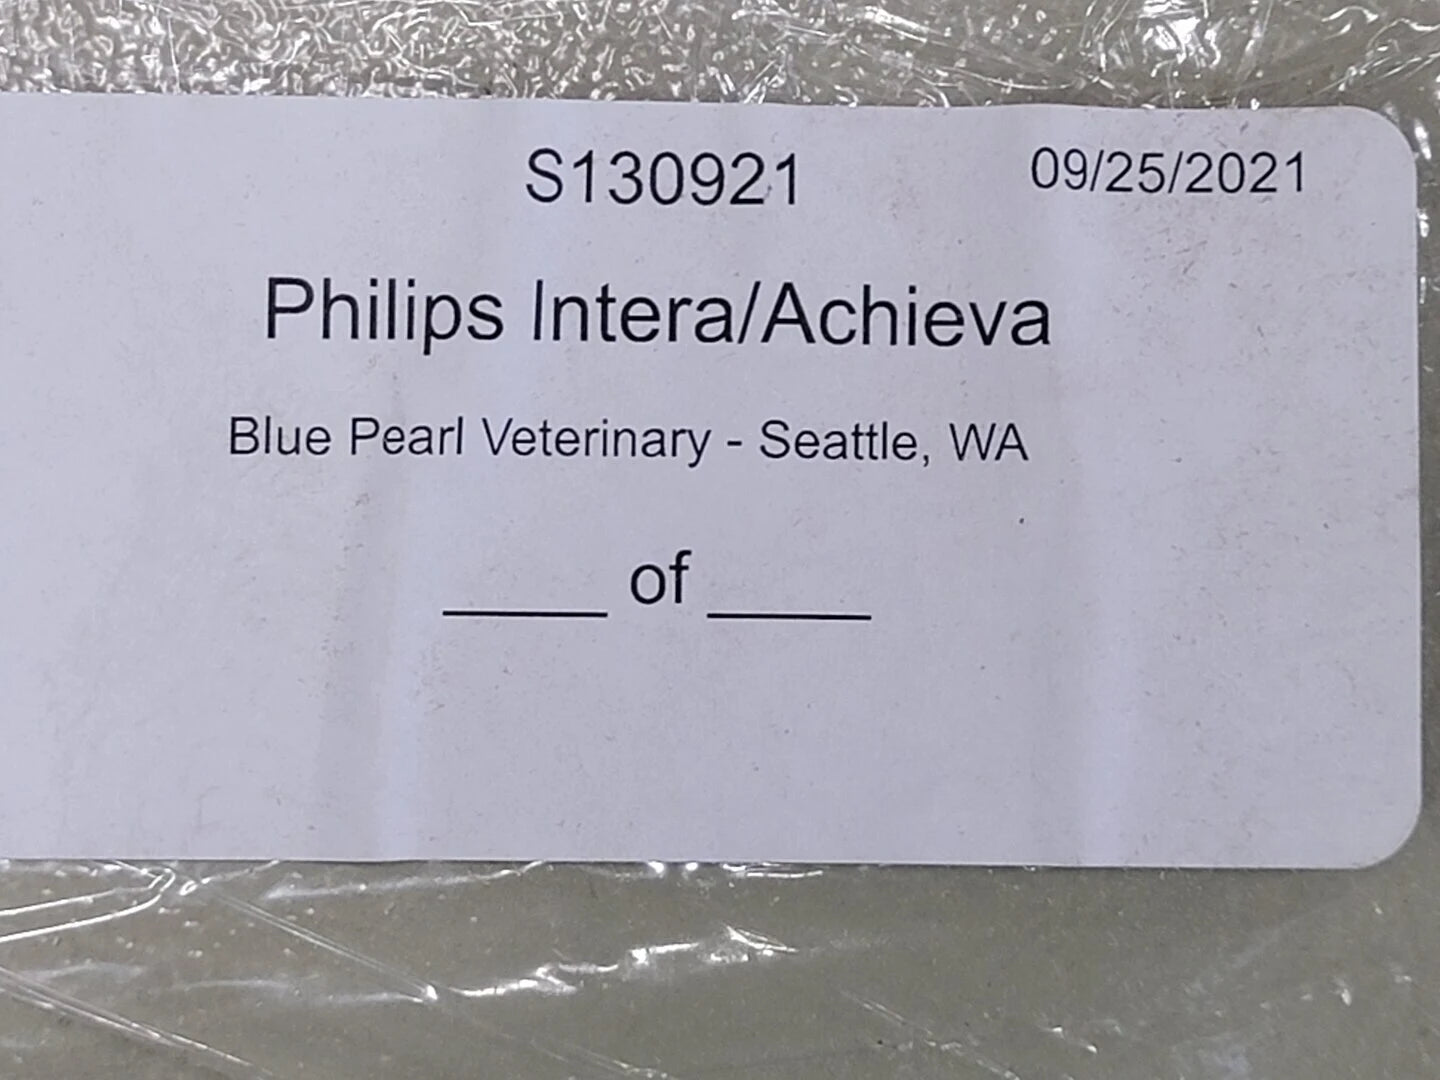 S130921 09/25/2021
Philips Intera/Achieva
Blue Pearl Veterinary - Seattle, WA
____ of ____